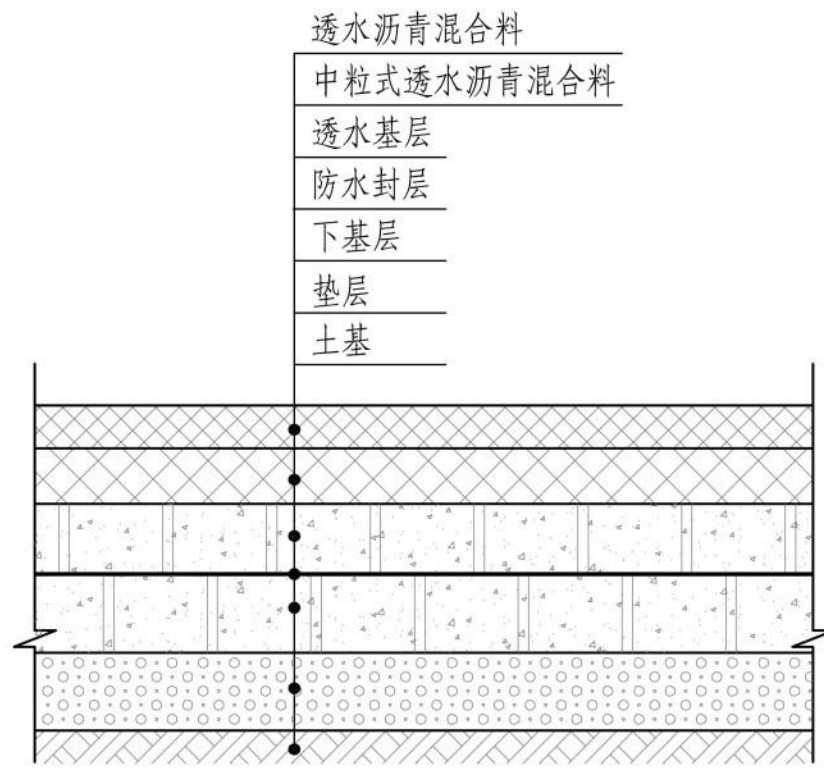 透水沥青混合料
中粒式透水沥青混合料
透水基层
防水封层
下基层
垫层
土基